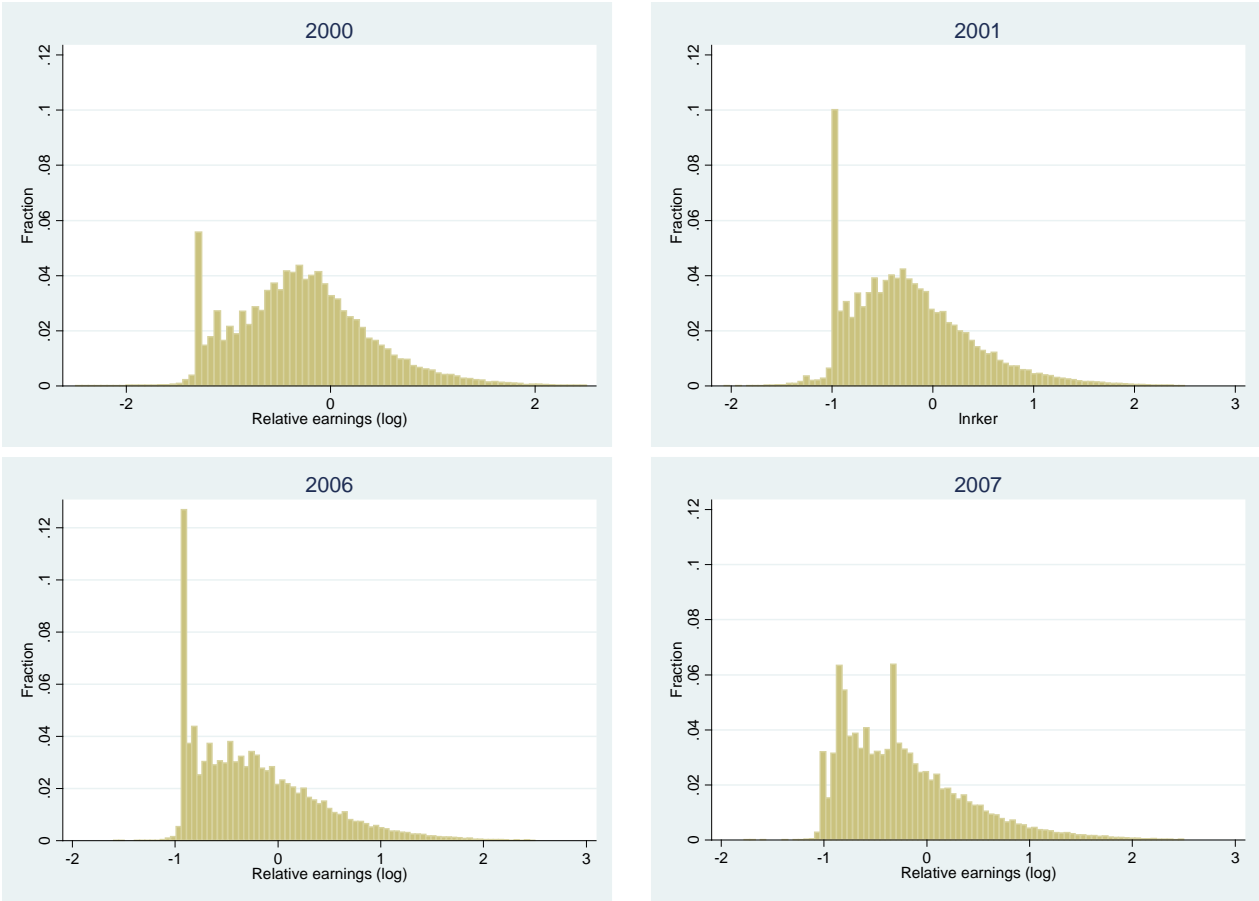 2000
.12
.1
.08
.06
.04
.02
0
Fraction
-2 0 2
Relative earnings (log)
2001
.12
.1
.08
.06
.04
.02
0
Fraction
-2 -1 0 1 2 3
lnrker
2006
.12
.1
.08
.06
.04
.02
0
Fraction
-2 -1 0 1 2 3
Relative earnings (log)
2007
.12
.1
.08
.06
.04
.02
0
Fraction
-2 -1 0 1 2 3
Relative earnings (log)